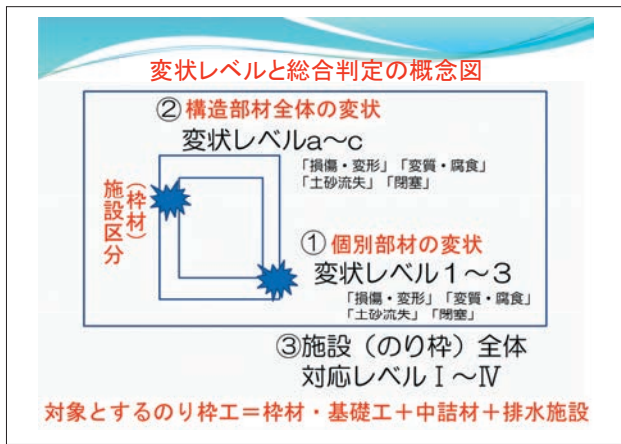 変状レベルと総合判定の概念図
②構造部材全体の変状
変状レベルa～c
「損傷・変形」「変質・腐食」
「土砂流失」「閉塞」
施設区分
（枠材）
①個別部材の変状
変状レベル１～３
「損傷・変形」「変質・腐食」
「土砂流失」「閉塞」
③施設（のり枠）全体
対応レベルⅠ～Ⅳ
対象とするのり枠工＝枠材・基礎工＋中詰材＋排水施設